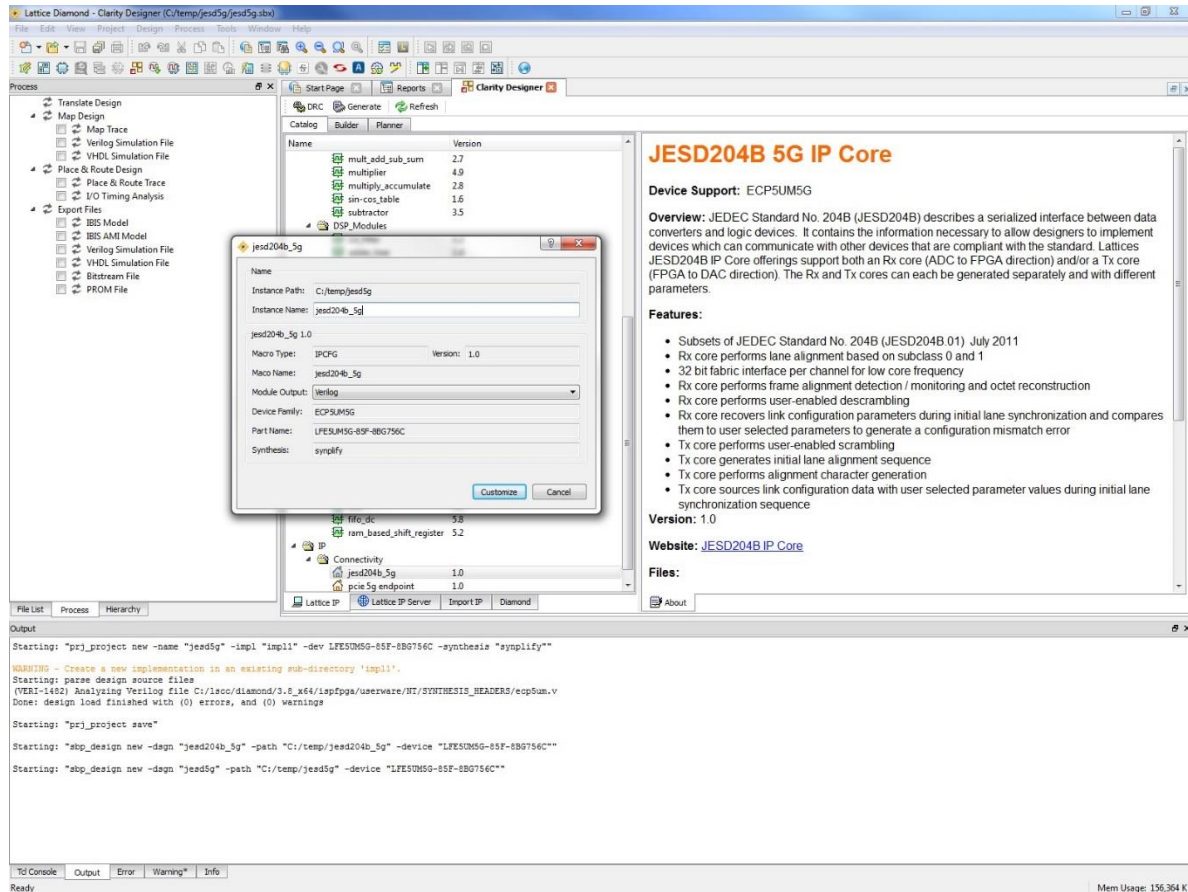 Lattice Diamond - Clarity Designer (C:/temp/jesd5g/jesd5g.sbx)
File Edit View Project Design Process Tools Window Help
Process
Translate Design
Map Design
Map Trace
Verilog Simulation File
VHDL Simulation File
Place & Route Design
Place & Route Trace
I/O Timing Analysis
Export Files
IBIS Model
IBIS AMI Model
Verilog Simulation File
VHDL Simulation File
Bitstream File
PROM File
File List Process Hierarchy
Start Page Reports Clarity Designer
DRC Generate Refresh
Catalog Builder Planner
Name Version
mult_add_sub_sum 2.7
multiplier 4.9
multiply_accumulate 2.8
sin-cos_table 1.6
subtractor 3.5
DSP_Modules
jesd204b_5g
Name
Instance Path: C:/temp/jesd5g
Instance Name: jesd204b_5g
jesd204b_5g 1.0
Macro Type: IPCFG Version: 1.0
Maco Name: jesd204b_5g
Module Output: Verilog
Device Family: ECP5UM5G
Part Name: LFE5UM5G-85F-8BG756C
Synthesis: synplify
Customize Cancel
fifo_dc 5.8
ram_based_shift_register 5.2
IP
Connectivity
jesd204b_5g 1.0
pcie 5g endpoint 1.0
Lattice IP Lattice IP Server Import IP Diamond
JESD204B 5G IP Core
Device Support: ECP5UM5G
Overview: JEDEC Standard No. 204B (JESD204B) describes a serialized interface between data
converters and logic devices. It contains the information necessary to allow designers to implement
devices which can communicate with other devices that are compliant with the standard. Lattices
JESD204B IP Core offerings support both an Rx core (ADC to FPGA direction) and/or a Tx core
(FPGA to DAC direction). The Rx and Tx cores can each be generated separately and with different
parameters.
Features:
• Subsets of JEDEC Standard No. 204B (JESD204B.01) July 2011
• Rx core performs lane alignment based on subclass 0 and 1
• 32 bit fabric interface per channel for low core frequency
• Rx core performs frame alignment detection / monitoring and octet reconstruction
• Rx core performs user-enabled descrambling
• Rx core recovers link configuration parameters during initial lane synchronization and compares
them to user selected parameters to generate a configuration mismatch error
• Tx core performs user-enabled scrambling
• Tx core generates initial lane alignment sequence
• Tx core performs alignment character generation
• Tx core sources link configuration data with user selected parameter values during initial lane
synchronization sequence
Version: 1.0
Website: JESD204B IP Core
Files:
About
Output
Starting: "prj_project new -name "jesd5g" -impl "impl1" -dev LFE5UM5G-85F-8BG756C -synthesis "synplify""
WARNING - Create a new implementation in an existing sub-directory 'impl1'.
Starting: parse design source files
(VERI-1482) Analyzing Verilog file C:/lscc/diamond/3.8_x64/ispfpga/userware/NT/SYNTHESIS_HEADERS/ecp5um.v
Done: design load finished with (0) errors, and (0) warnings
Starting: "prj_project save"
Starting: "sbp_design new -dsgn "jesd204b_5g" -path "C:/temp/jesd204b_5g" -device "LFE5UM5G-85F-8BG756C""
Starting: "sbp_design new -dsgn "jesd5g" -path "C:/temp/jesd5g" -device "LFE5UM5G-85F-8BG756C""
Tcl Console Output Error Warning* Info
Ready
Mem Usage: 156,364 K